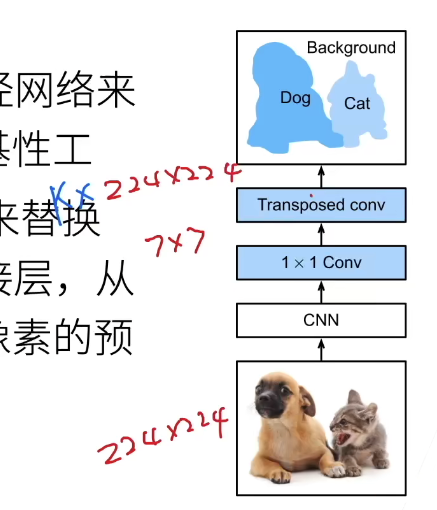 经网络来
基性工
来替换
接层，从
像素的预
K× 224×224
7×7
224×224
Background
Dog
Cat
Transposed conv
1 × 1 Conv
CNN